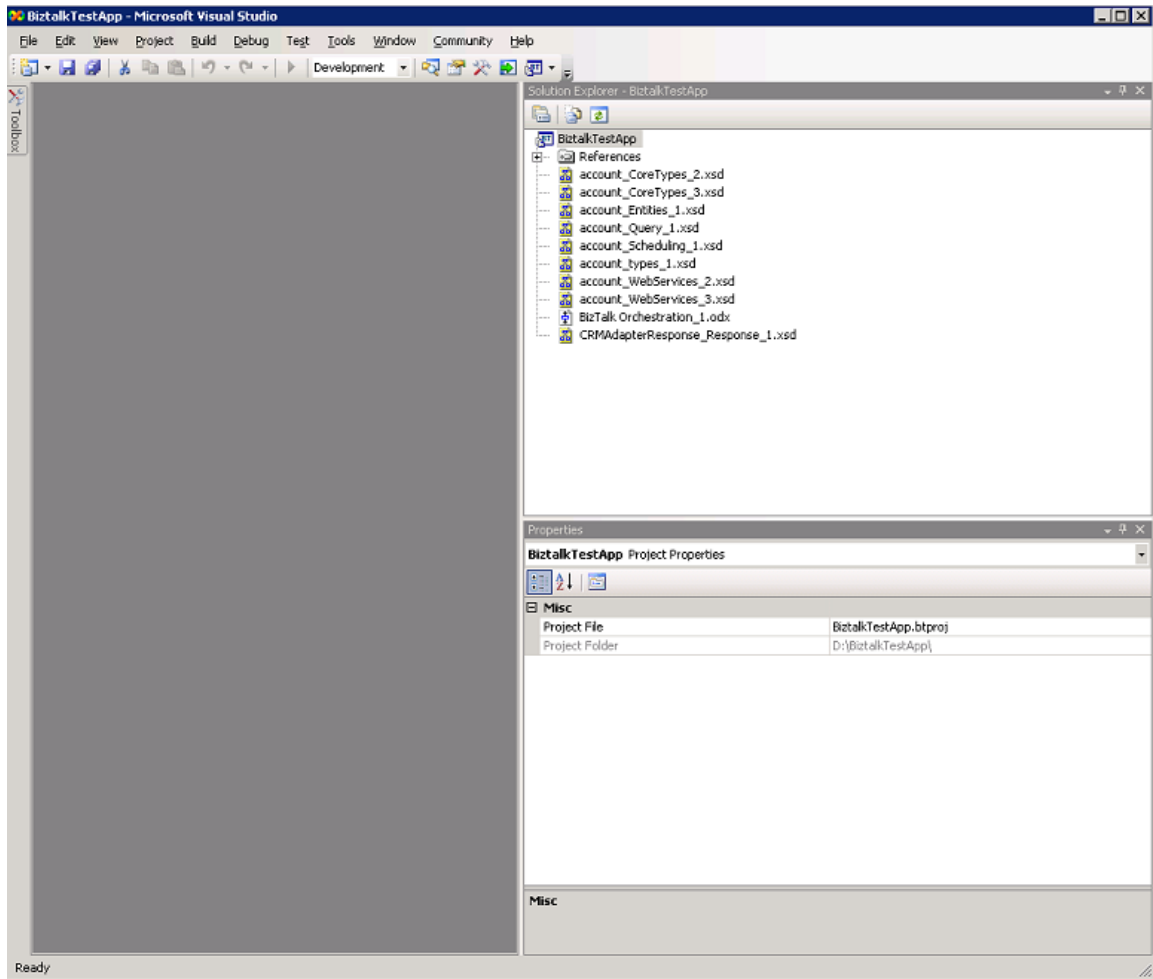 BiztalkTestApp - Microsoft Visual Studio
File Edit View Project Build Debug Test Tools Window Community Help
Development
Toolbox
Solution Explorer - BiztalkTestApp
BiztalkTestApp
References
account_CoreTypes_2.xsd
account_CoreTypes_3.xsd
account_Entities_1.xsd
account_Query_1.xsd
account_Scheduling_1.xsd
account_types_1.xsd
account_WebServices_2.xsd
account_WebServices_3.xsd
BizTalk Orchestration_1.odx
CRMAdapterResponse_Response_1.xsd
Properties
BiztalkTestApp Project Properties
Misc
Project File BiztalkTestApp.btproj
Project Folder D:\BiztalkTestApp\
Misc
Ready